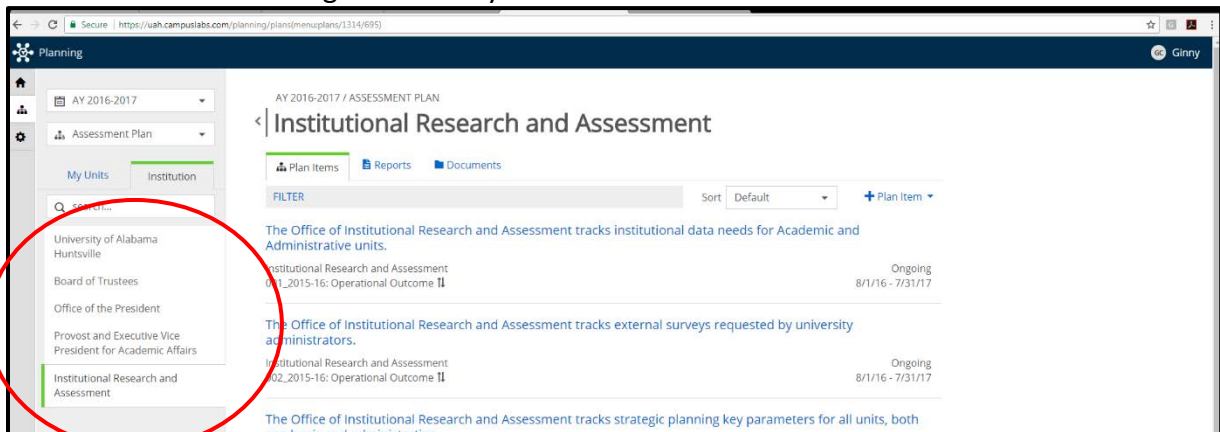 Secure | https://uah.campuslabs.com/planning/plans(menu:plans/1314/695)
Planning
GC Ginny
AY 2016-2017
Assessment Plan
My Units Institution
search...
University of Alabama
Huntsville
Board of Trustees
Office of the President
Provost and Executive Vice
President for Academic Affairs
Institutional Research and
Assessment
AY 2016-2017 / ASSESSMENT PLAN
Institutional Research and Assessment
Plan Items Reports Documents
FILTER Sort Default + Plan Item
The Office of Institutional Research and Assessment tracks institutional data needs for Academic and
Administrative units.
Institutional Research and Assessment Ongoing
001_2015-16: Operational Outcome 8/1/16 - 7/31/17
The Office of Institutional Research and Assessment tracks external surveys requested by university
administrators.
Institutional Research and Assessment Ongoing
002_2015-16: Operational Outcome 8/1/16 - 7/31/17
The Office of Institutional Research and Assessment tracks strategic planning key parameters for all units, both